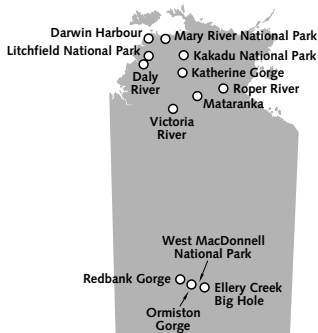 Darwin Harbour
Mary River National Park
Litchfield National Park
Kakadu National Park
Daly
River
Katherine Gorge
Roper River
Mataranka
Victoria
River
West MacDonnell
National Park
Redbank Gorge
Ellery Creek
Big Hole
Ormiston
Gorge